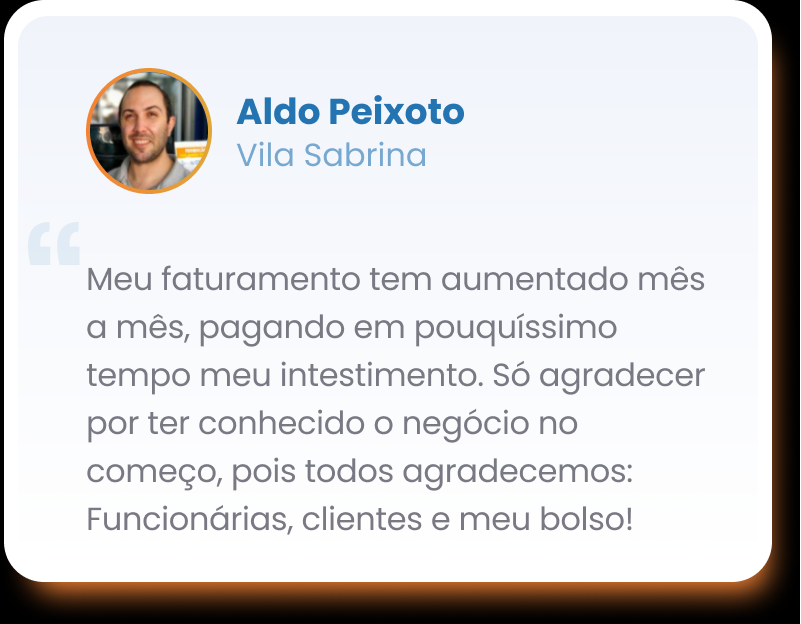 Aldo Peixoto
Vila Sabrina
“
Meu faturamento tem aumentado mês
a mês, pagando em pouquíssimo
tempo meu intestimento. Só agradecer
por ter conhecido o negócio no
começo, pois todos agradecemos:
Funcionárias, clientes e meu bolso!